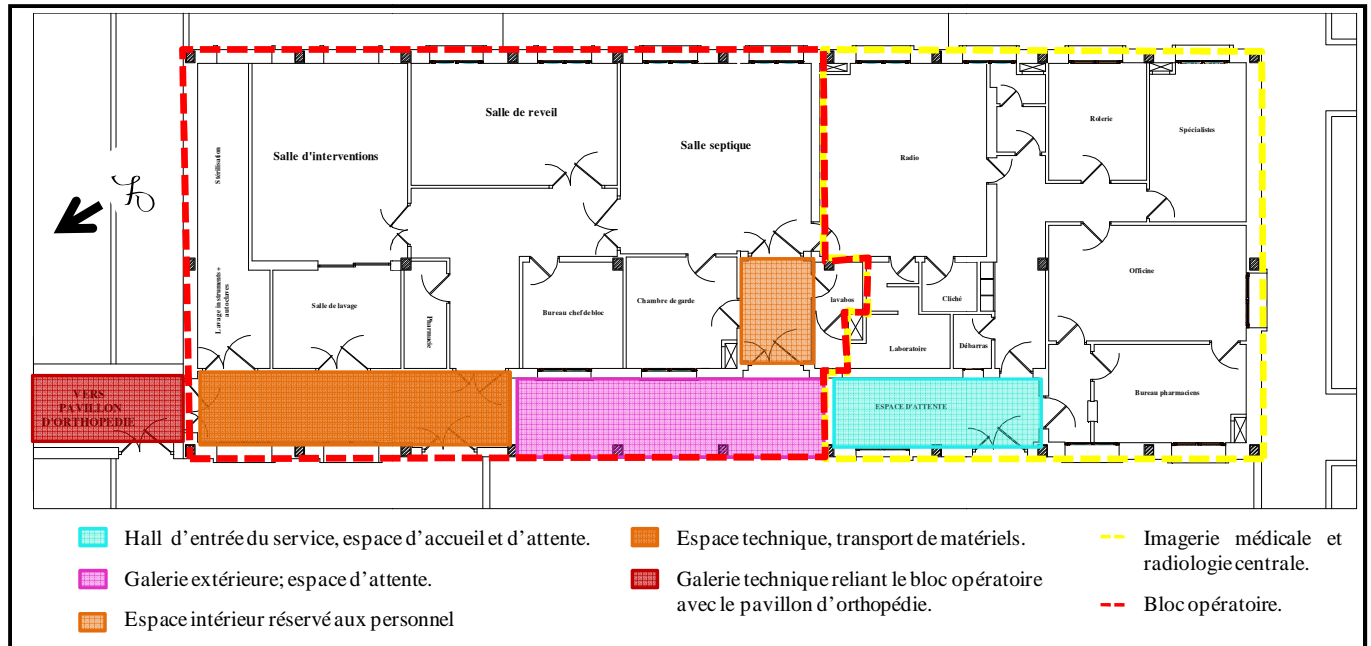 Salle de reveil
Salle d'interventions
Salle septique
Radio
Rolerie
Spécialistes
Stérilisation
Lavage instruments +
autoclaves
Salle de lavage
Pharmacie
Bureau chef de bloc
Chambre de garde
lavabos
Cliché
Laboratoire
Débarras
Officine
Bureau pharmaciens
VERS
PAVILLON
D'ORTHOPEDIE
ESPACE D'ATTENTE
Hall d'entrée du service, espace d'accueil et d'attente.
Galerie extérieure; espace d'attente.
Espace intérieur réservé aux personnel
Espace technique, transport de matériels.
Galerie technique reliant le bloc opératoire
avec le pavillon d'orthopédie.
Imagerie médicale et
radiologie centrale.
Bloc opératoire.